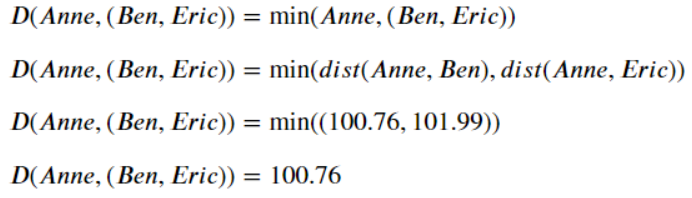 D(Anne, (Ben, Eric)) = min(Anne, (Ben, Eric))
D(Anne, (Ben, Eric)) = min(dist(Anne, Ben), dist(Anne, Eric))
D(Anne, (Ben, Eric)) = min((100.76, 101.99))
D(Anne, (Ben, Eric)) = 100.76